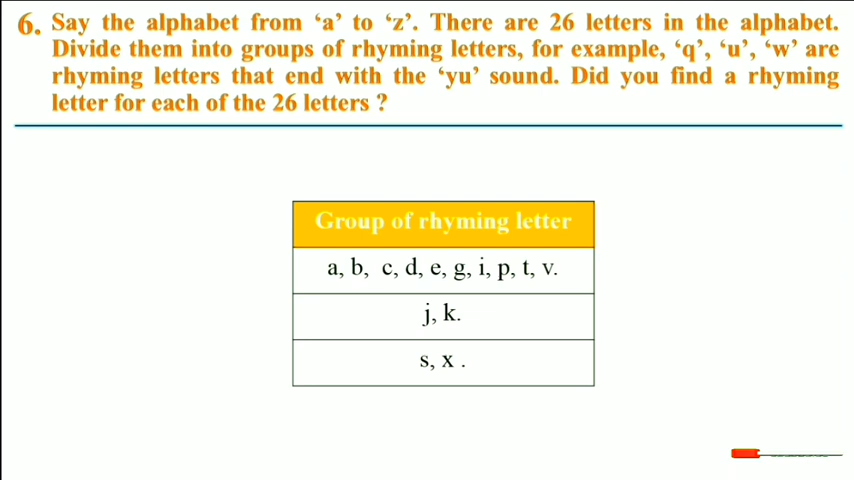 6. Say the alphabet from ‘a’ to ‘z’. There are 26 letters in the alphabet.
Divide them into groups of rhyming letters, for example, ‘q’, ‘u’, ‘w’ are
rhyming letters that end with the ‘yu’ sound. Did you find a rhyming
letter for each of the 26 letters ?
Group of rhyming letter
a, b, c, d, e, g, i, p, t, v.
j, k.
s, x .